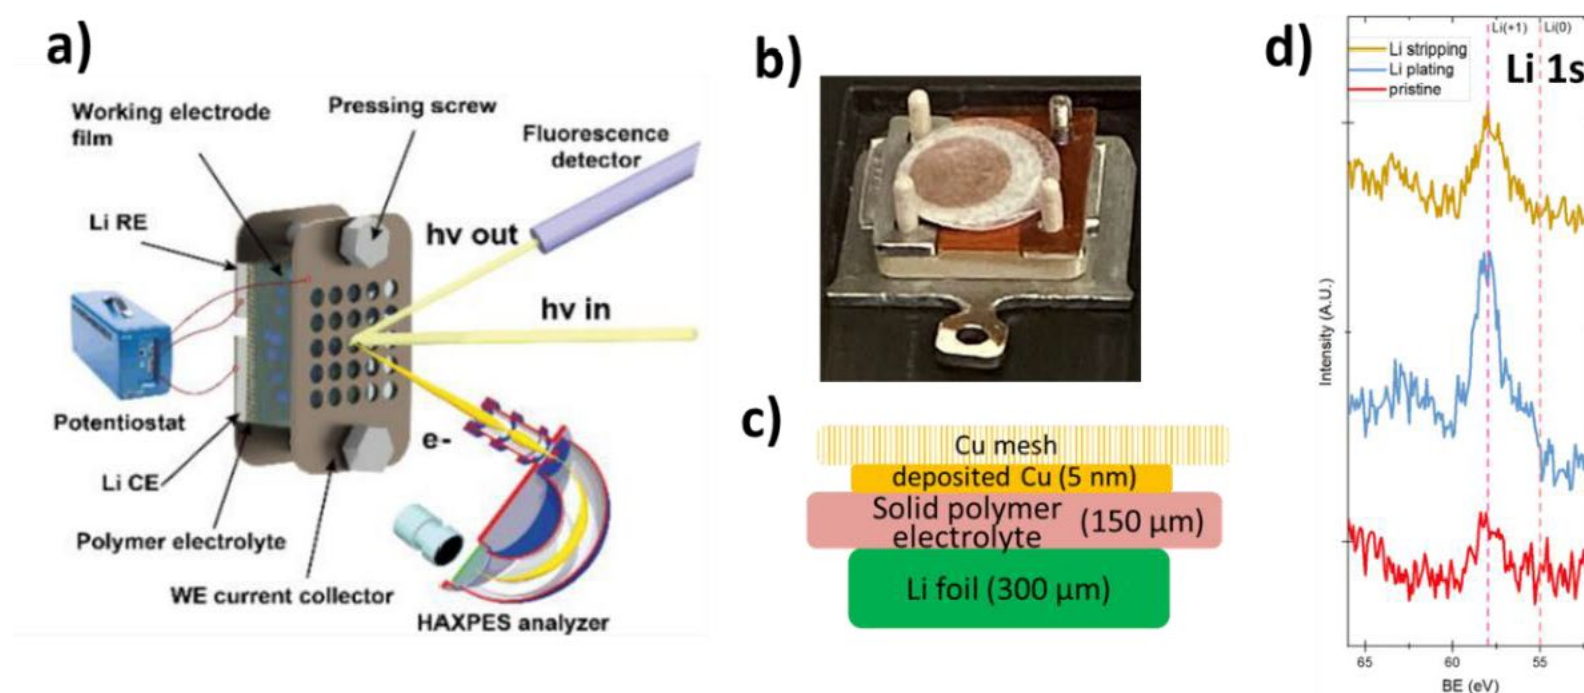 a)
Working electrode
film
Pressing screw
Fluorescence
detector
Li RE
hν out
hν in
Potentiostat
e-
Li CE
Polymer electrolyte
WE current collector
HAXPES analyzer
b)
c)
Cu mesh
deposited Cu (5 nm)
Solid polymer
electrolyte
(150 μm)
Li foil (300 μm)
d)
Li(+1)
Li(0)
Li stripping
Li plating
pristine
Li 1s
Intensity (A.U.)
65
60
55
BE (eV)